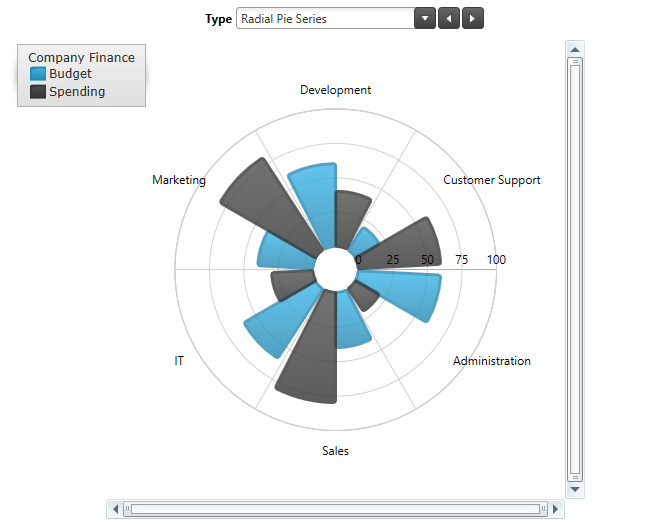 Type Radial Pie Series
Company Finance
Budget
Spending
Development
Marketing
Customer Support
0 25 50 75 100
IT
Administration
Sales